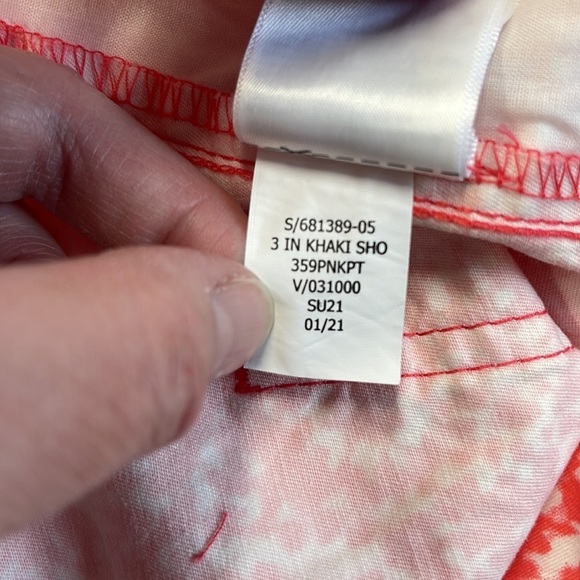 S/681389-05
3 IN KHAKI SHO
359PNKPT
V/031000
SU21
01/21